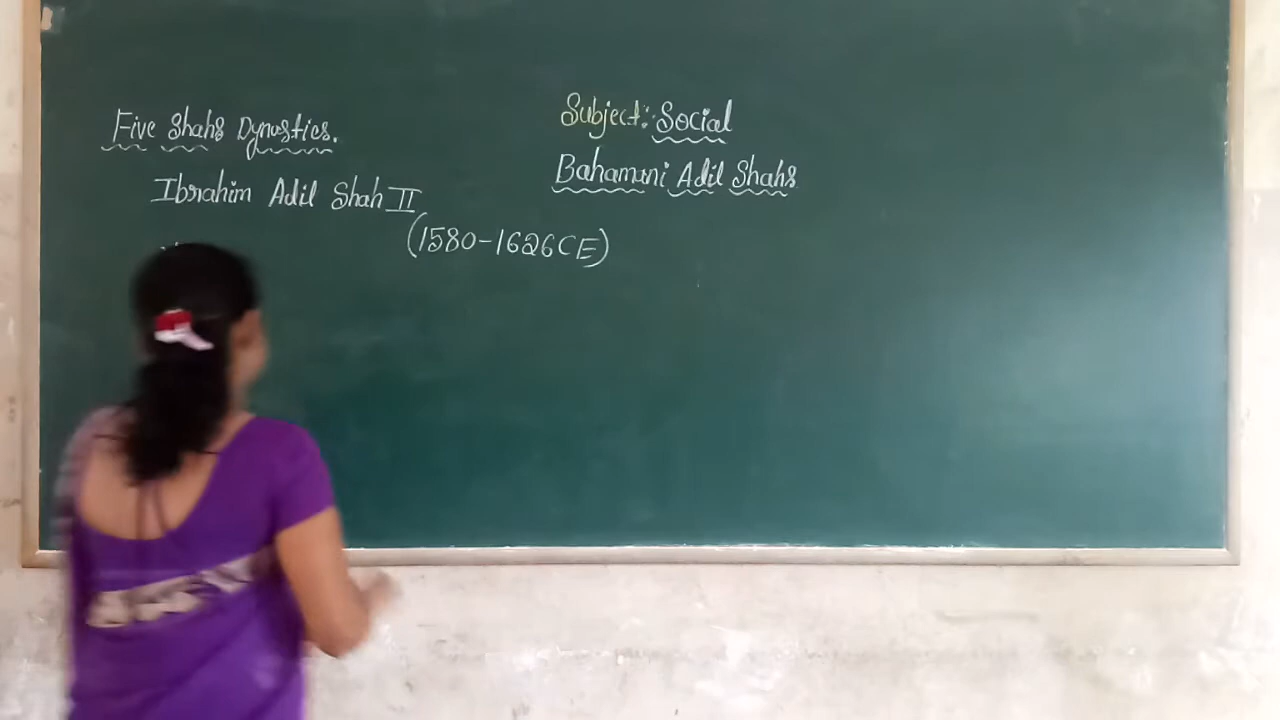 Subject: Social
Bahamani Adil Shahs
Five Shahs Dynasties.
Ibrahim Adil Shah II
(1580-1626CE)